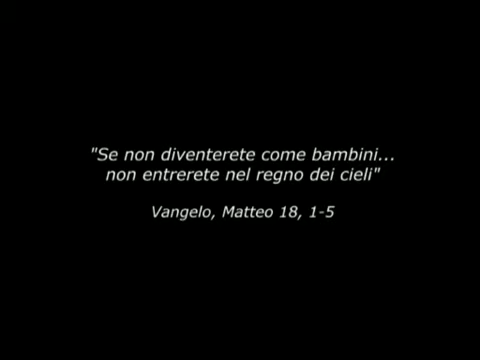 "Se non diventerete come bambini...
non entrerete nel regno dei cieli"
Vangelo, Matteo 18, 1-5